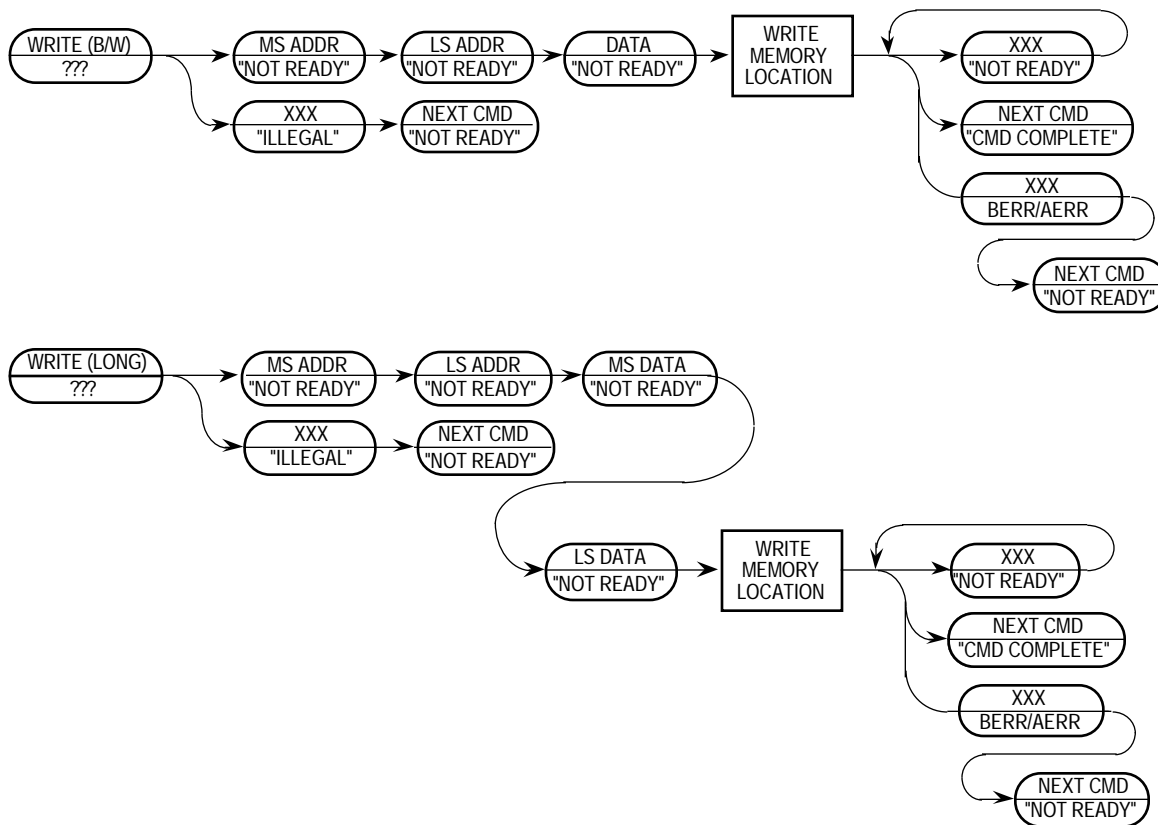 WRITE (B/W)
???
MS ADDR
"NOT READY"
LS ADDR
"NOT READY"
DATA
"NOT READY"
WRITE
MEMORY
LOCATION
XXX
"NOT READY"
XXX
"ILLEGAL"
NEXT CMD
"NOT READY"
NEXT CMD
"CMD COMPLETE"
XXX
BERR/AERR
NEXT CMD
"NOT READY"
WRITE (LONG)
???
MS ADDR
"NOT READY"
LS ADDR
"NOT READY"
MS DATA
"NOT READY"
XXX
"ILLEGAL"
NEXT CMD
"NOT READY"
LS DATA
"NOT READY"
WRITE
MEMORY
LOCATION
XXX
"NOT READY"
NEXT CMD
"CMD COMPLETE"
XXX
BERR/AERR
NEXT CMD
"NOT READY"